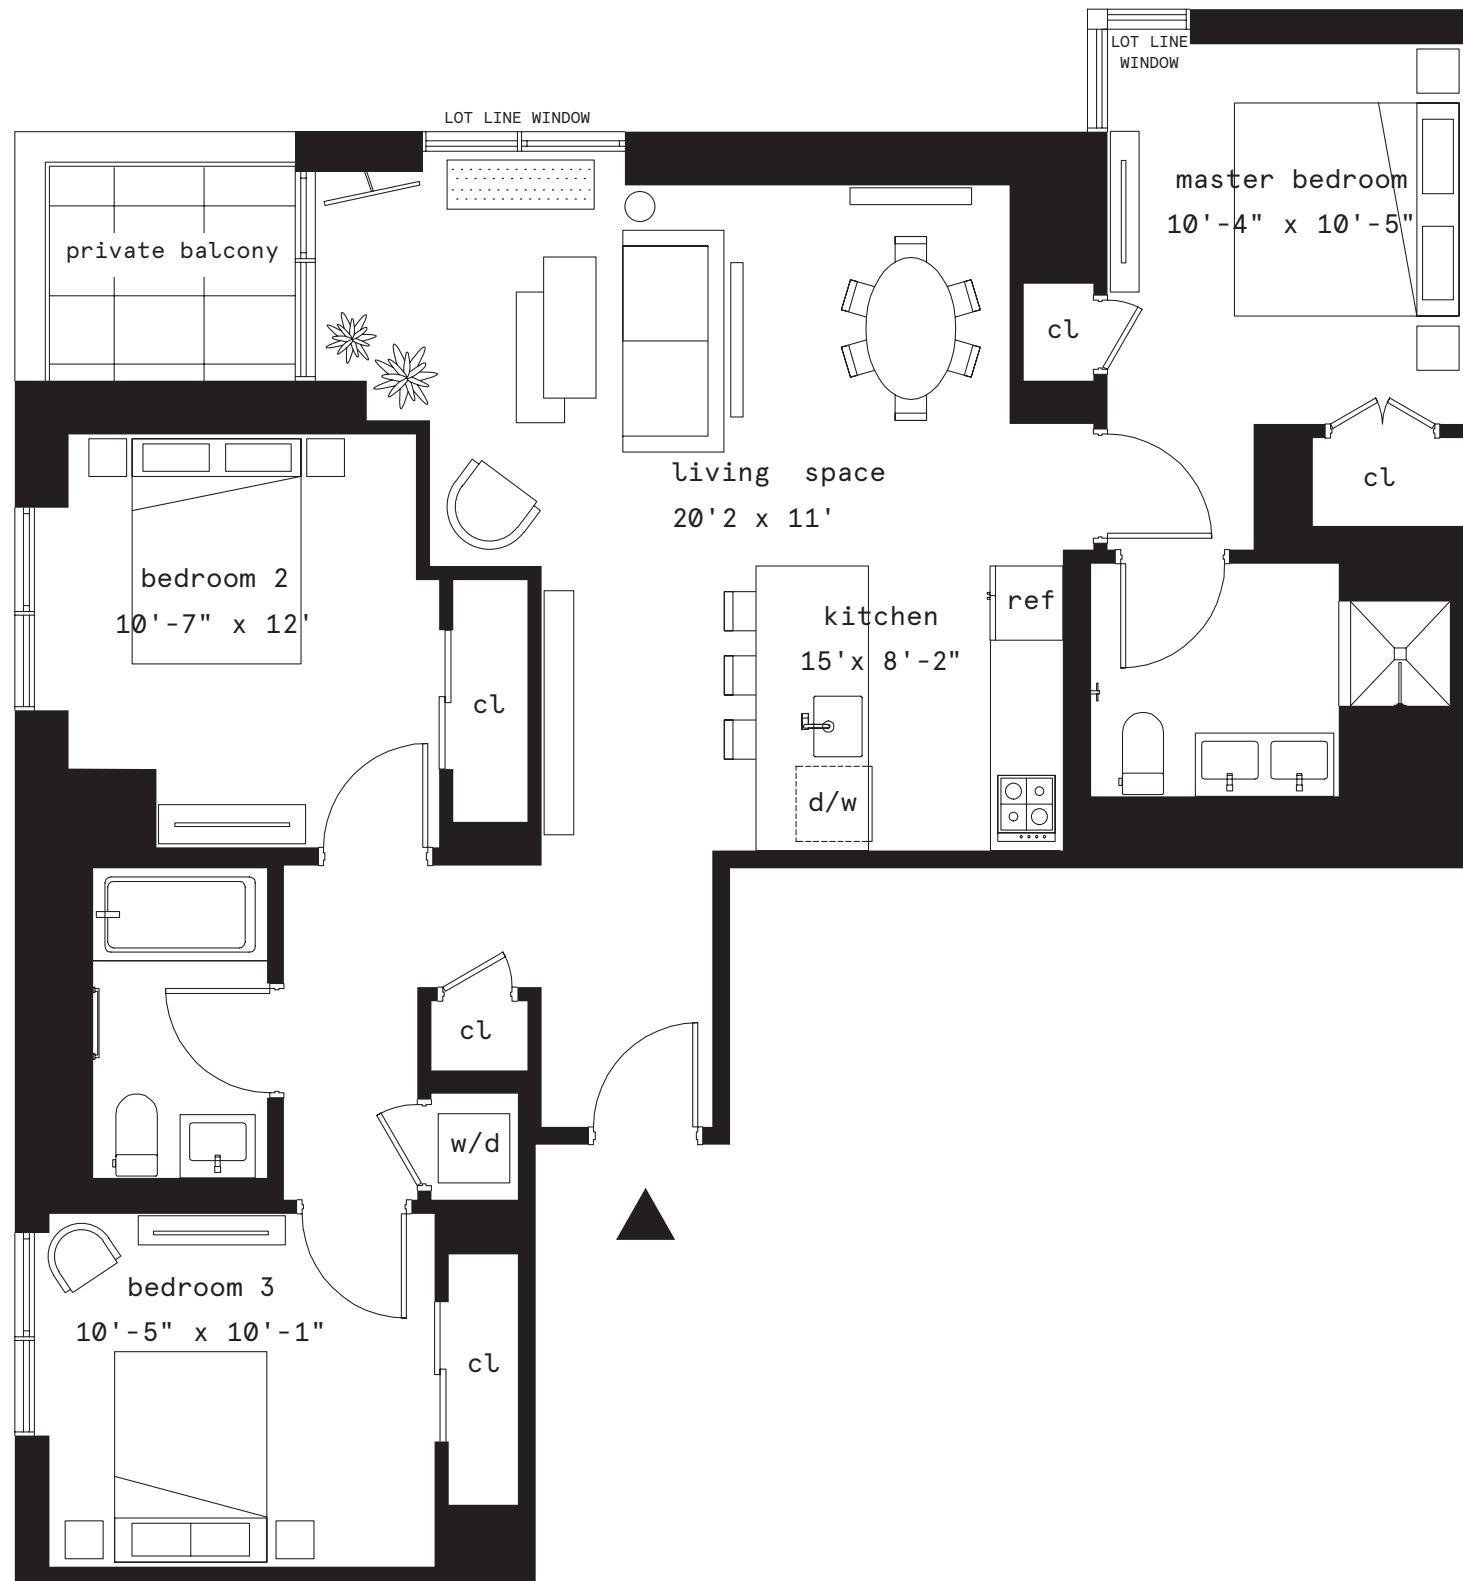 LOT LINE
WINDOW
LOT LINE WINDOW
master bedroom
10'-4" x 10'-5"
private balcony
cl
living space
20'2 x 11'
cl
bedroom 2
10'-7" x 12'
kitchen
15'x 8'-2"
ref
cl
d/w
cl
w/d
bedroom 3
10'-5" x 10'-1"
cl